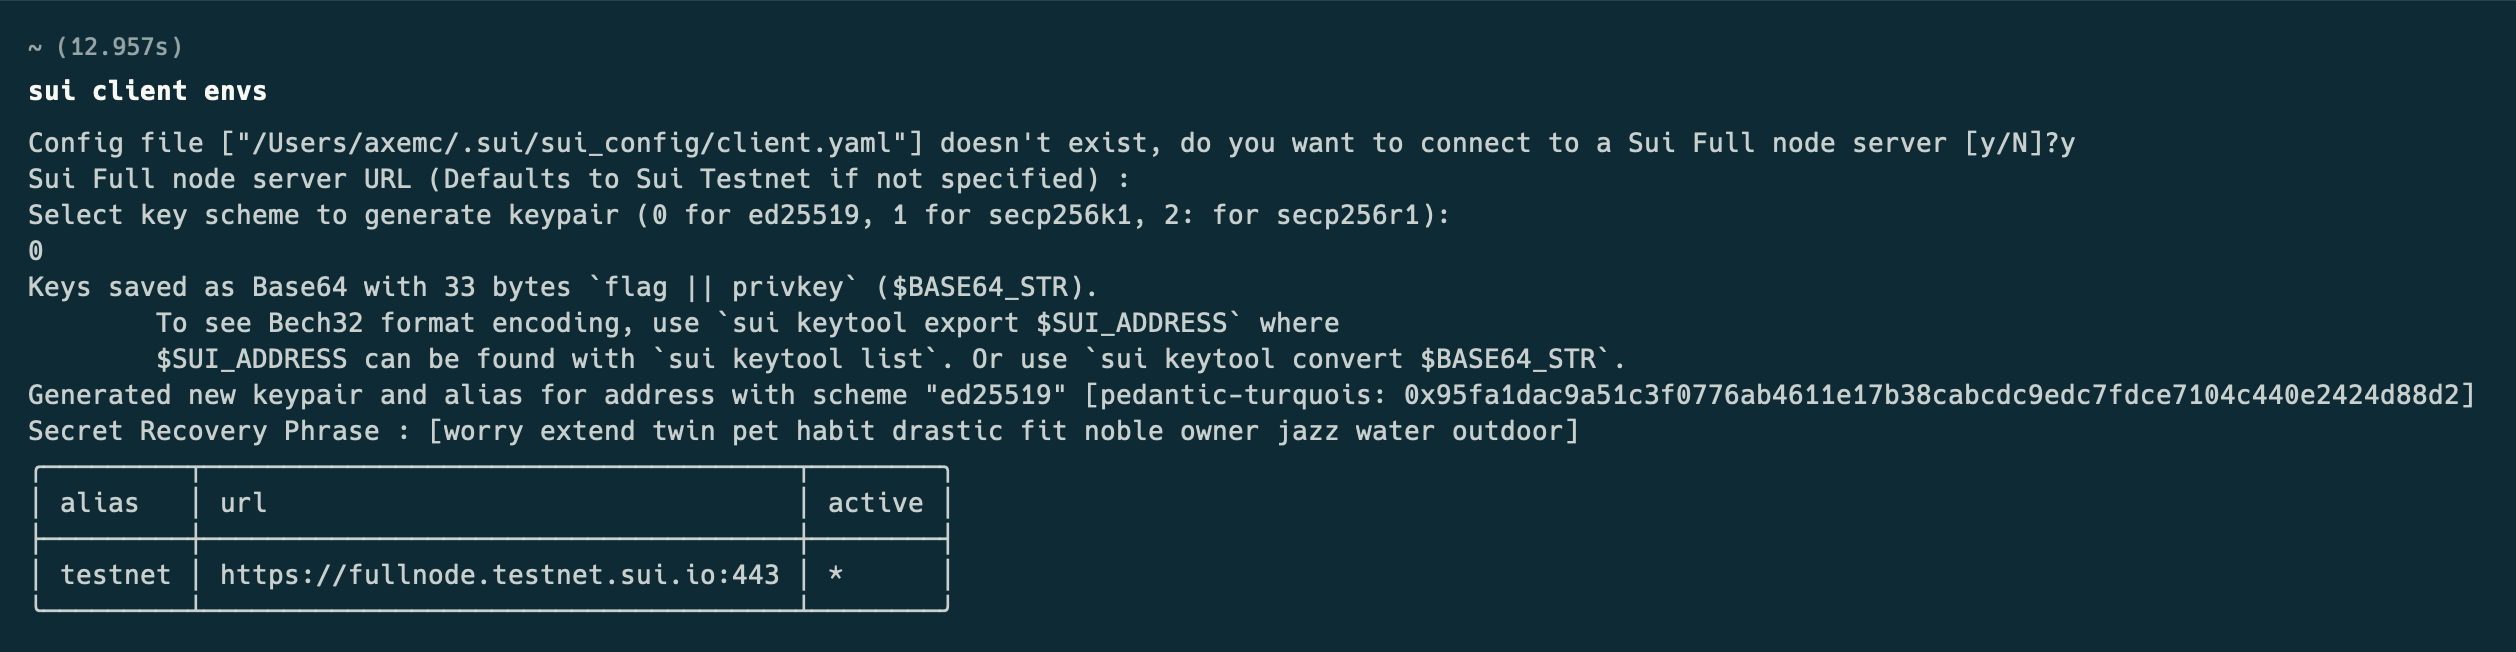 ~ (12.957s)
sui client envs
Config file ["/Users/axemc/.sui/sui_config/client.yaml"] doesn't exist, do you want to connect to a Sui Full node server [y/N]?y
Sui Full node server URL (Defaults to Sui Testnet if not specified) :
Select key scheme to generate keypair (0 for ed25519, 1 for secp256k1, 2: for secp256r1):
0
Keys saved as Base64 with 33 bytes `flag || privkey` ($BASE64_STR).
To see Bech32 format encoding, use `sui keytool export $SUI_ADDRESS` where
$SUI_ADDRESS can be found with `sui keytool list`. Or use `sui keytool convert $BASE64_STR`.
Generated new keypair and alias for address with scheme "ed25519" [pedantic-turquois: 0x95fa1dac9a51c3f0776ab4611e17b38cabcdc9edc7fdce7104c440e2424d88d2]
Secret Recovery Phrase : [worry extend twin pet habit drastic fit noble owner jazz water outdoor]
alias url active
testnet https://fullnode.testnet.sui.io:443 *